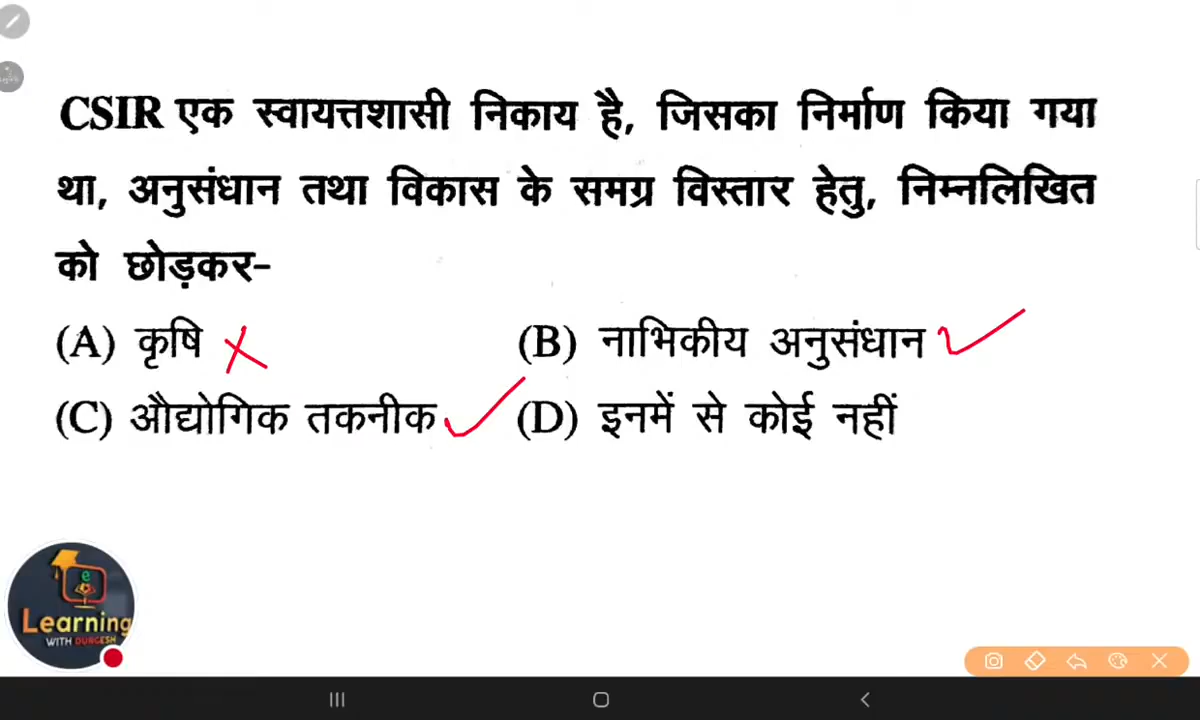 CSIR एक स्वायत्तशासी निकाय है, जिसका निर्माण किया गया
था, अनुसंधान तथा विकास के समग्र विस्तार हेतु, निम्नलिखित
को छोड़कर-
(A) कृषि (B) नाभिकीय अनुसंधान
(C) औद्योगिक तकनीक (D) इनमें से कोई नहीं
e
Learning
WITH DURGESH